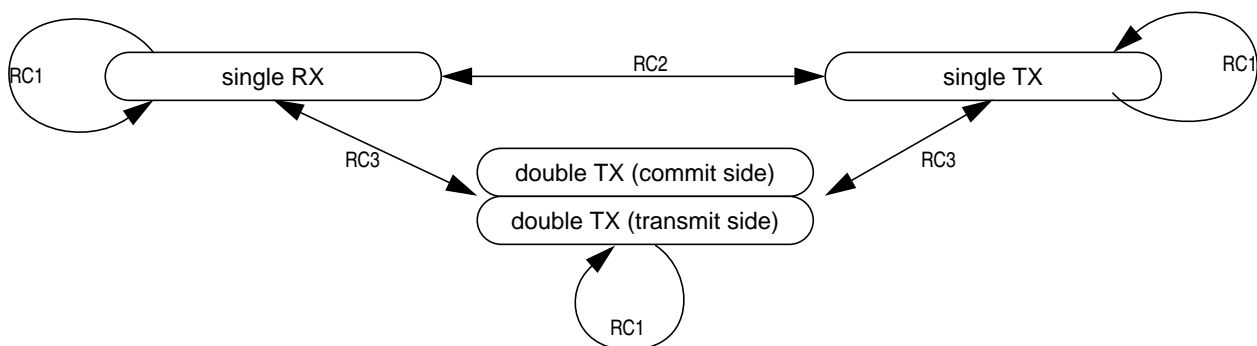 RC1
single RX
RC2
single TX
RC1
RC3
RC3
double TX (commit side)
double TX (transmit side)
RC1